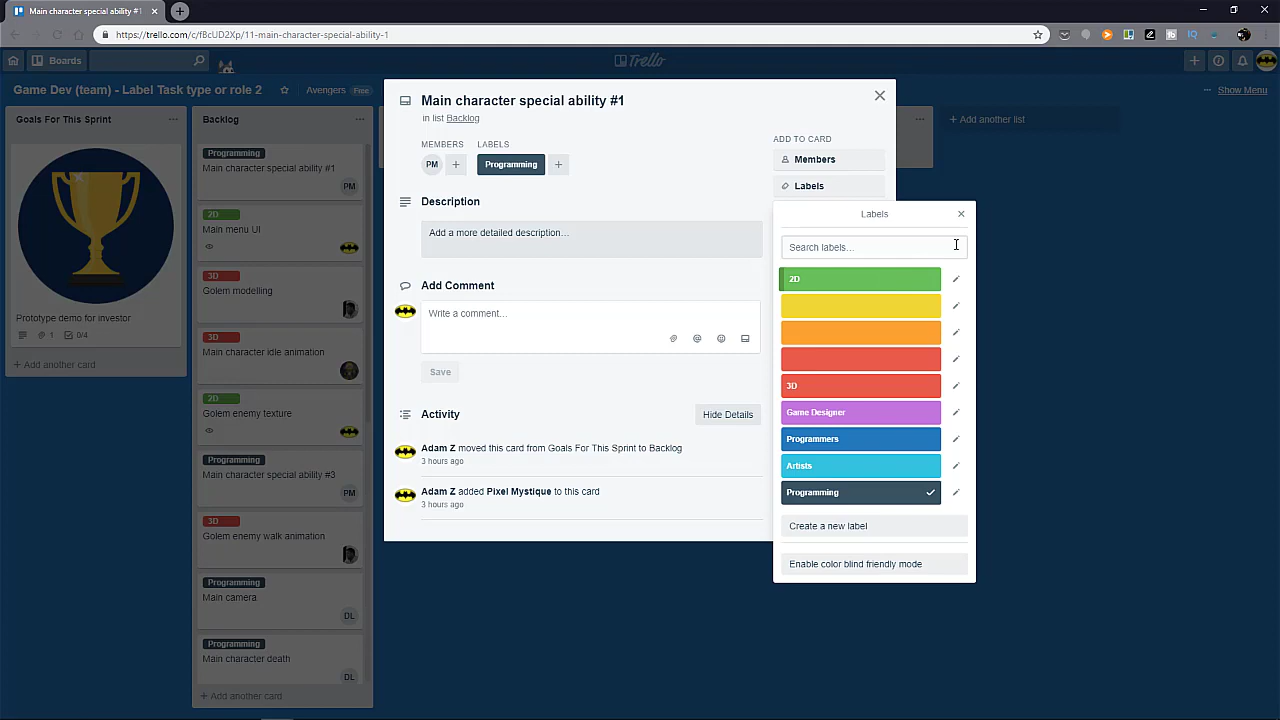 Main character special ability #1
https://trello.com/c/fBcUD2Xp/11-main-character-special-ability-1
Boards
Trello
Game Dev (team) - Label Task type or role 2
Avengers
Free
Show Menu
Goals For This Sprint
Prototype demo for investor
1
0/4
+ Add another card
Backlog
Programming
Main character special ability #1
PM
2D
Main menu UI
3D
Golem modelling
3D
Main character idle animation
2D
Golem enemy texture
Programming
Main character special ability #3
PM
3D
Golem enemy walk animation
Programming
Main camera
DL
Programming
Main character death
DL
+ Add another card
+ Add another list
Main character special ability #1
in list Backlog
MEMBERS
LABELS
PM
Programming
Description
Add a more detailed description…
Add Comment
Write a comment…
Save
Activity
Hide Details
Adam Z moved this card from Goals For This Sprint to Backlog
3 hours ago
Adam Z added Pixel Mystique to this card
3 hours ago
ADD TO CARD
Members
Labels
Labels
Search labels…
2D
3D
Game Designer
Programmers
Artists
Programming
Create a new label
Enable color blind friendly mode